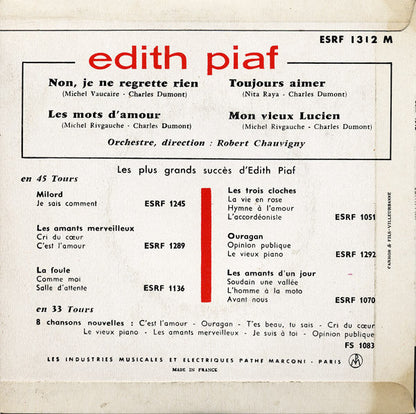 ESRF 1312 M
edith piaf
Non, je ne regrette rien
(Michel Vaucaire - Charles Dumont)
Toujours aimer
(Nita Raya - Charles Dumont)
Les mots d'amour
(Michel Rivgauche - Charles Dumont)
Mon vieux Lucien
(Michel Rivgauche - Charles Dumont)
Orchestre, direction : Robert Chauvigny
Les plus grands succès d'Edith Piaf
en 45 Tours
Milord
Je sais comment ESRF 1245
Les amants merveilleux
Cri du cœur
C'est l'amour ESRF 1289
La foule
Comme moi
Salle d'attente ESRF 1136
Les trois cloches
La vie en rose
Hymne à l'amour
L'accordéoniste ESRF 1051
Ouragan
Opinion publique
Le vieux piano ESRF 1292
Les amants d'un jour
Soudain une vallée
L'homme à la moto
Avant nous ESRF 1070
en 33 Tours
8 chansons nouvelles : C'est l'amour - Ouragan - T'es beau, tu sais - Cri du cœur
Le vieux piano - Les amants merveilleux - Je suis à toi - Opinion publique
FS 1083
LES INDUSTRIES MUSICALES ET ELECTRIQUES PATHE MARCONI - PARIS
MADE IN FRANCE